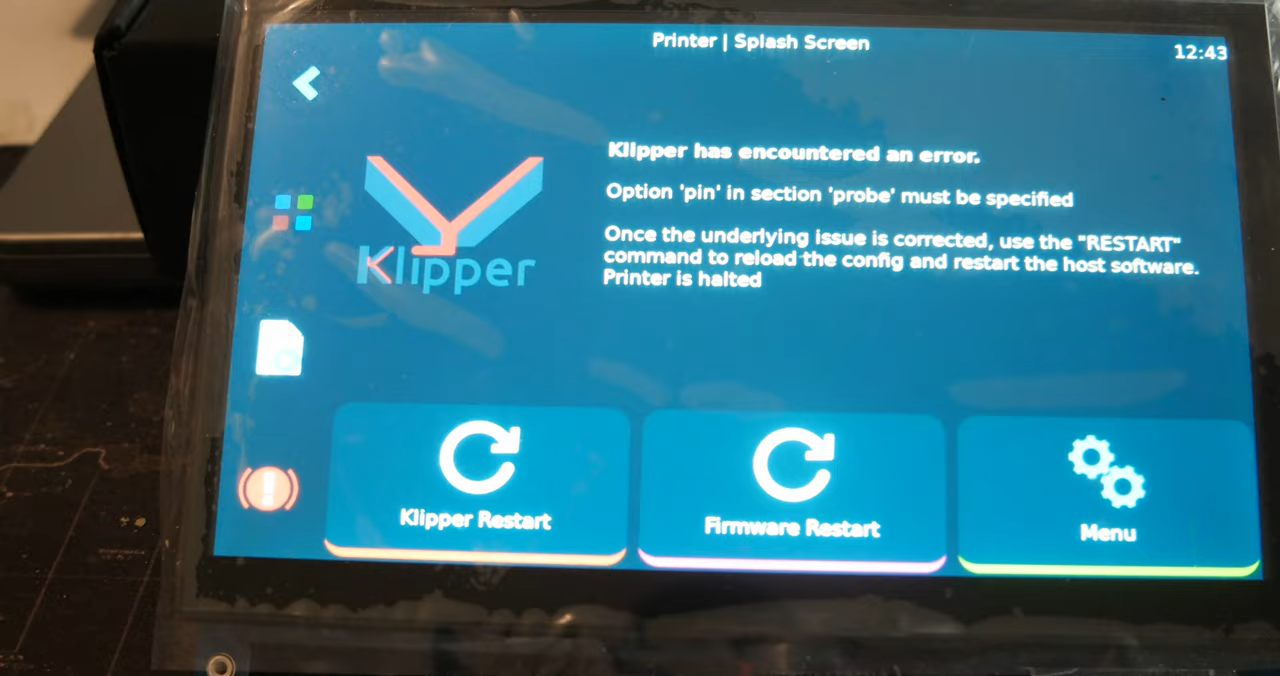 Printer | Splash Screen
12:43
Klipper has encountered an error.
Option 'pin' in section 'probe' must be specified
Once the underlying issue is corrected, use the "RESTART"
command to reload the config and restart the host software.
Printer is halted
Klipper
Klipper Restart
Firmware Restart
Menu